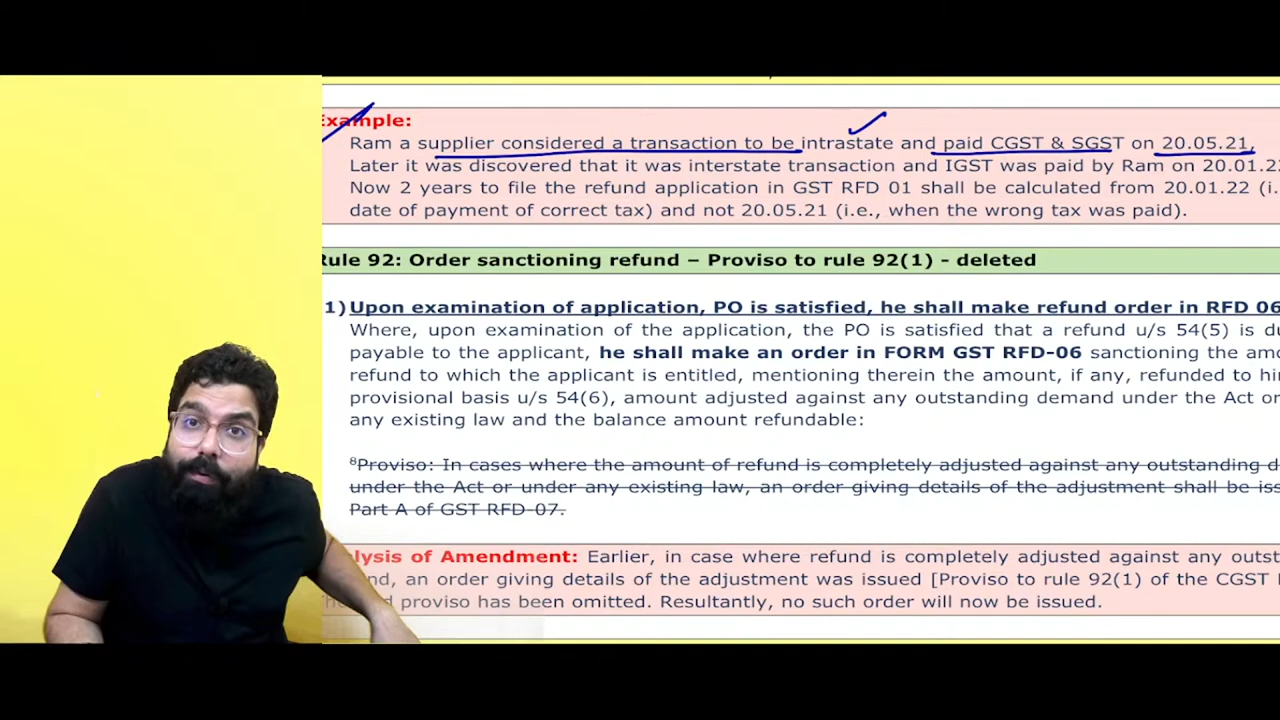 Example:
Ram a supplier considered a transaction to be intrastate and paid CGST & SGST on 20.05.21,
Later it was discovered that it was interstate transaction and IGST was paid by Ram on 20.01.22
Now 2 years to file the refund application in GST RFD 01 shall be calculated from 20.01.22 (i.
date of payment of correct tax) and not 20.05.21 (i.e., when the wrong tax was paid).
Rule 92: Order sanctioning refund – Proviso to rule 92(1) - deleted
1) Upon examination of application, PO is satisfied, he shall make refund order in RFD 06
Where, upon examination of the application, the PO is satisfied that a refund u/s 54(5) is
payable to the applicant, he shall make an order in FORM GST RFD-06 sanctioning the
refund to which the applicant is entitled, mentioning therein the amount, if any, refunded to
provisional basis u/s 54(6), amount adjusted against any outstanding demand under the Act or
any existing law and the balance amount refundable:
⁸Proviso: In cases where the amount of refund is completely adjusted against any outstanding
under the Act or under any existing law, an order giving details of the adjustment shall be
Part A of GST RFD-07.
lysis of Amendment: Earlier, in case where refund is completely adjusted against any
an order giving details of the adjustment was issued [Proviso to rule 92(1) of the CGST
proviso has been omitted. Resultantly, no such order will now be issued.